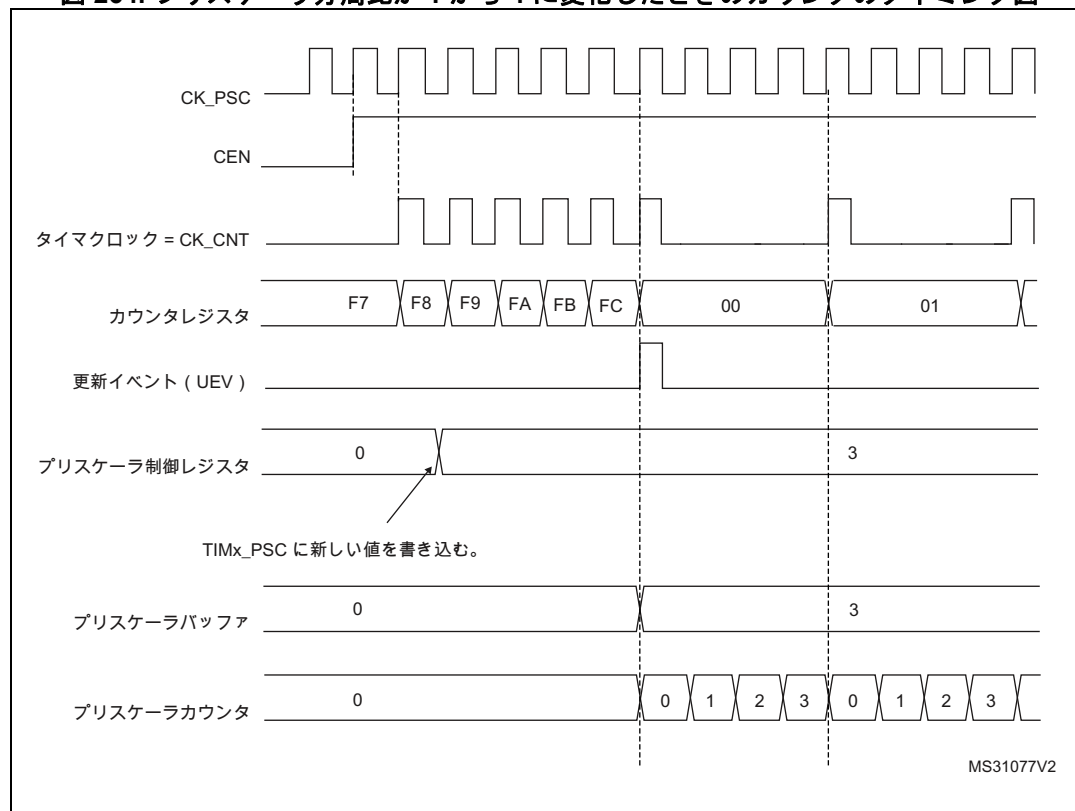 CK_PSC
CEN
タイマクロック = CK_CNT
カウンタレジスタ
F7 F8 F9 FA FB FC 00 01
更新イベント ( UEV )
プリスケーラ制御レジスタ
0 3
TIMx_PSC に新しい値を書き込む。
プリスケーラバッファ
0 3
プリスケーラカウンタ
0 0 1 2 3 0 1 2 3
MS31077V2